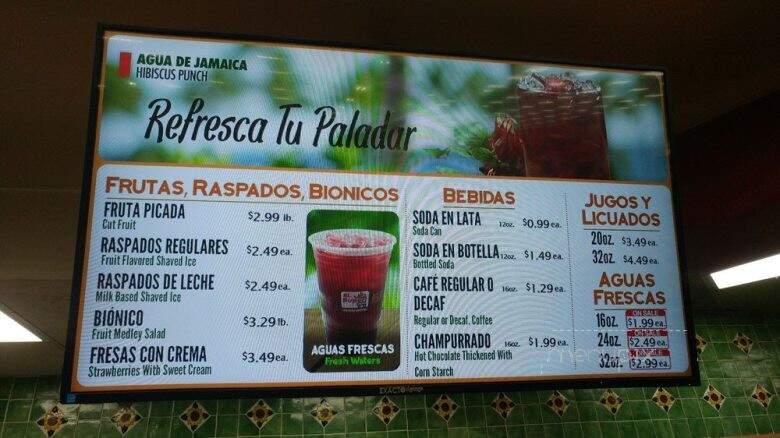 AGUA DE JAMAICA
HIBISCUS PUNCH
Refresca Tu Paladar
FRUTAS, RASPADOS, BIONICOS
FRUTA PICADA $2.99 lb.
Cut Fruit
RASPADOS REGULARES $2.49 ea.
Fruit Flavored Shaved Ice
RASPADOS DE LECHE $2.49 ea.
Milk Based Shaved Ice
BIÓNICO $3.29 lb.
Fruit Medley Salad
FRESAS CON CREMA $3.49 ea.
Strawberries With Sweet Cream
AGUAS FRESCAS
Fresh Waters
BEBIDAS
SODA EN LATA 12oz. $0.99 ea.
Soda Can
SODA EN BOTELLA 12oz. $1.49 ea.
Bottled Soda
CAFÉ REGULAR O 16oz. $1.29 ea.
DECAF
Regular or Decaf. Coffee
CHAMPURRADO 16oz. $1.99 ea.
Hot Chocolate Thickened With
Corn Starch
JUGOS Y
LICUADOS
20oz. $3.49 ea.
32oz. $4.49 ea.
AGUAS
FRESCAS
ON SALE
16oz. $1.99 ea.
ON SALE
24oz. $2.49 ea.
ON SALE
32oz. $2.99 ea.